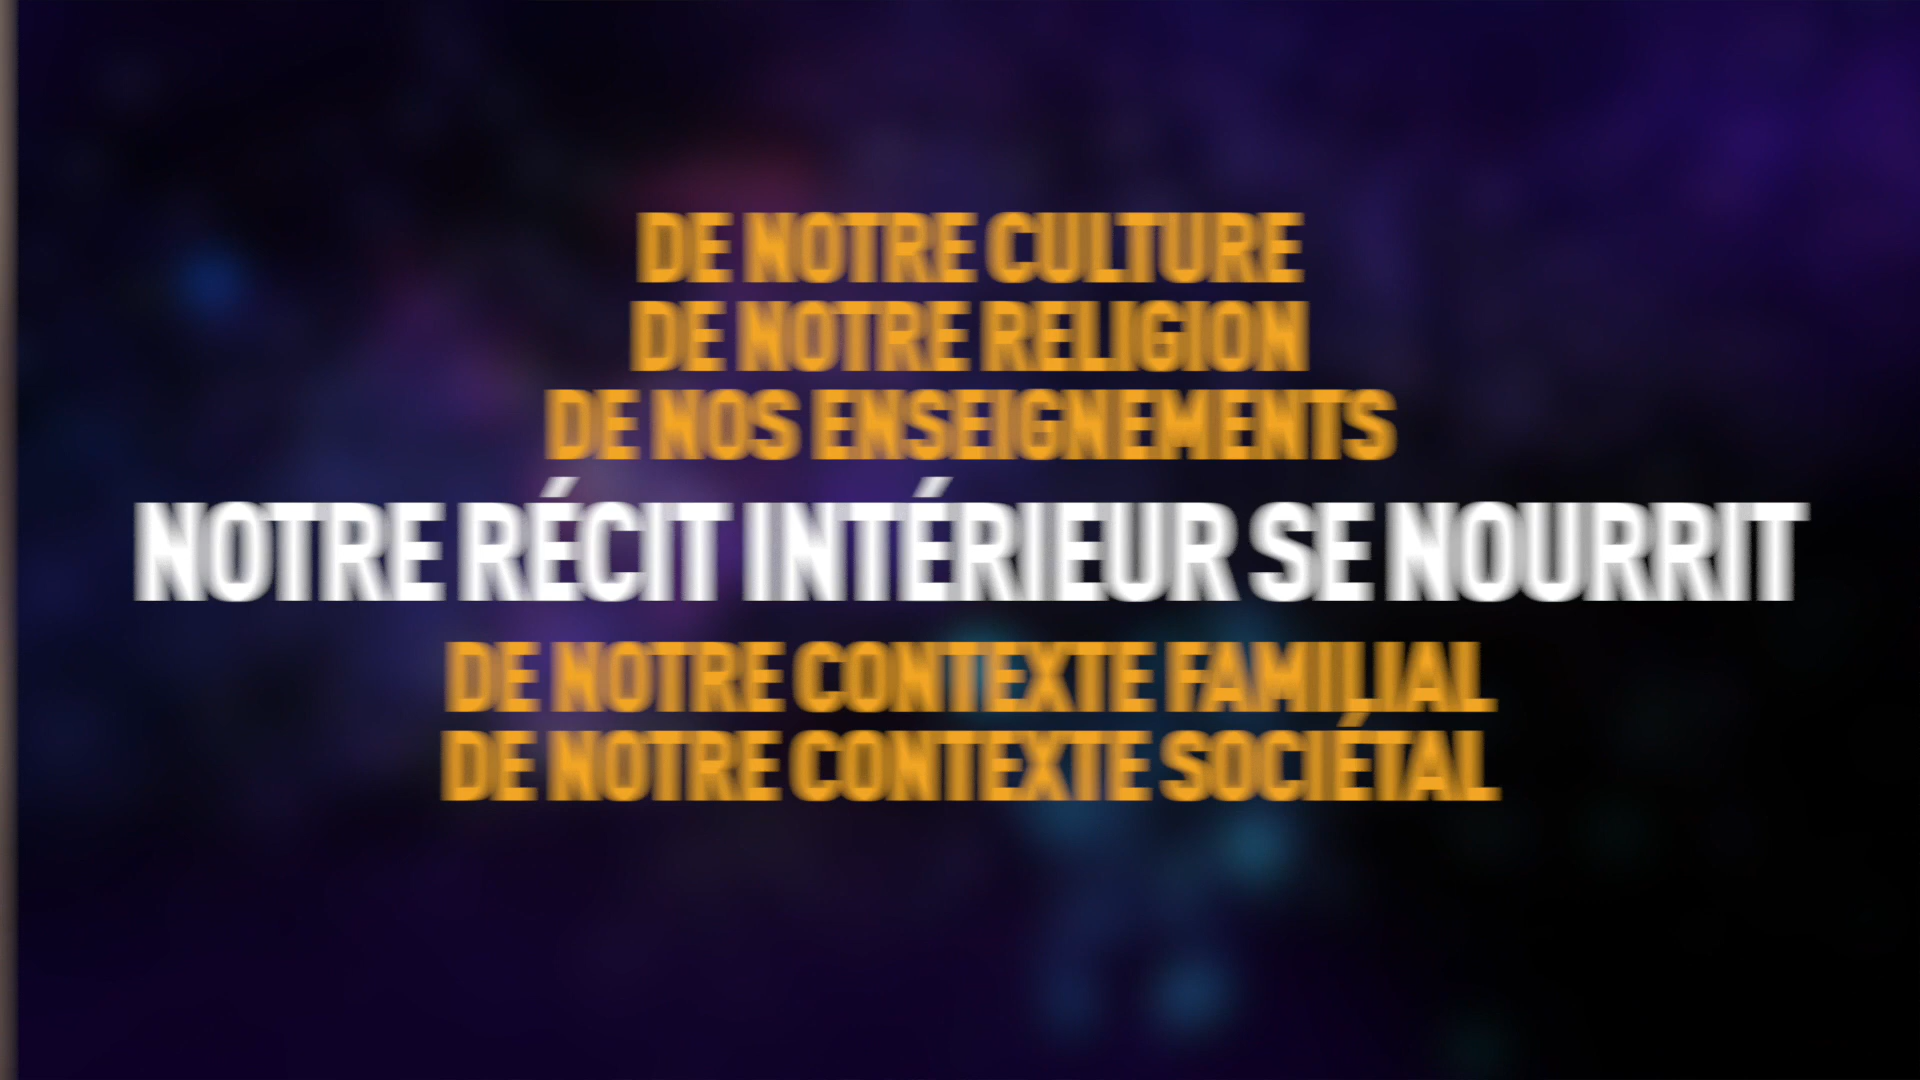 DE NOTRE CULTURE
DE NOTRE RELIGION
DE NOS ENSEIGNEMENTS
NOTRE RÉCIT INTÉRIEUR SE NOURRIT
DE NOTRE CONTEXTE FAMILIAL
DE NOTRE CONTEXTE SOCIÉTAL